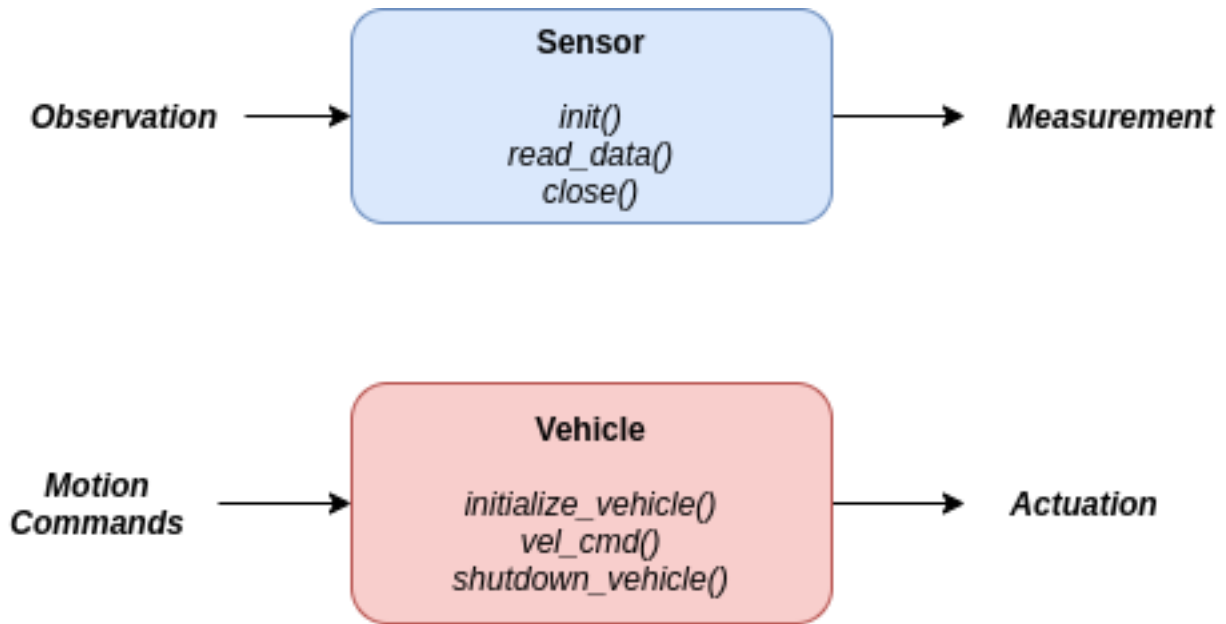 Sensor
Observation
init()
Measurement
read_data()
close()
Vehicle
Motion
Commands
initialize_vehicle()
Actuation
vel_cmd()
shutdown_vehicle()